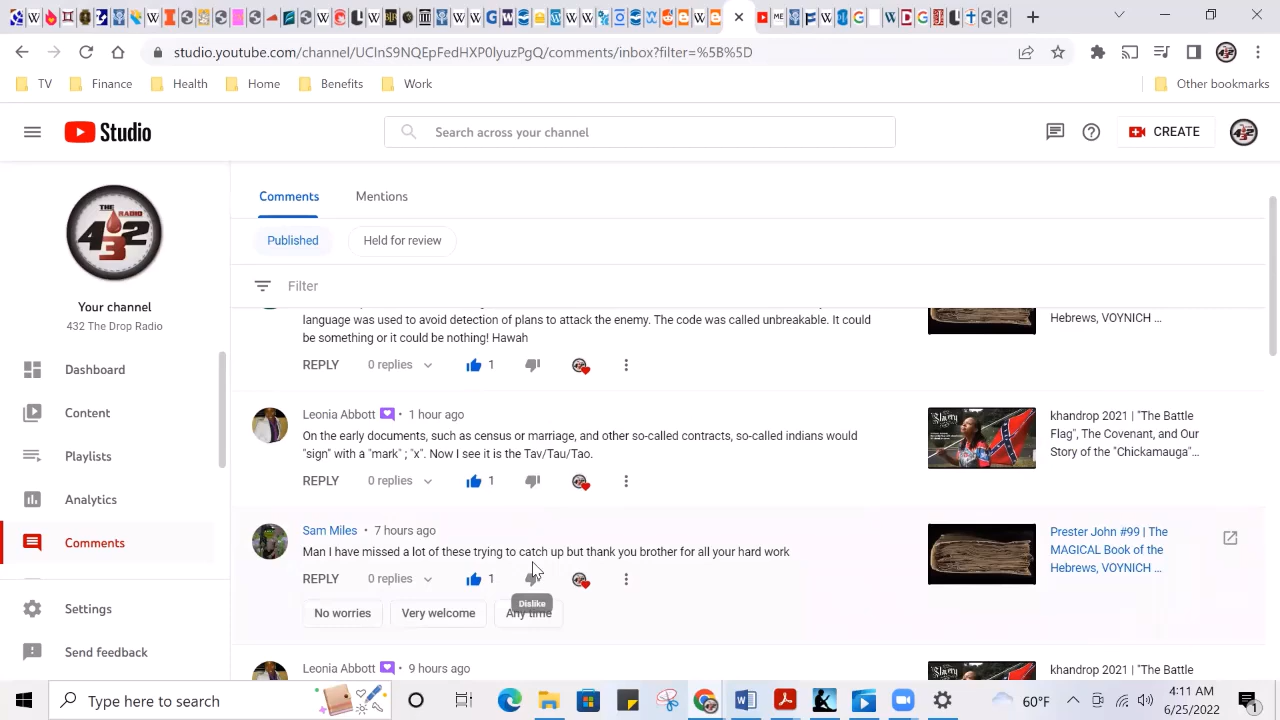 studio.youtube.com/channel/UCInS9NQEpFedHXP0lyuzPgQ/comments/inbox?filter=%5B%5D
TV Finance Health Home Benefits Work Other bookmarks
Studio
Search across your channel
CREATE
THE RADIO
432
Your channel
432 The Drop Radio
Dashboard
Content
Playlists
Analytics
Comments
Settings
Send feedback
Comments Mentions
Published Held for review
Filter
language was used to avoid detection of plans to attack the enemy. The code was called unbreakable. It could
be something or it could be nothing! Hawah
Hebrews, VOYNICH ...
REPLY 0 replies 1
Leonia Abbott • 1 hour ago
On the early documents, such as census or marriage, and other so-called contracts, so-called indians would
"sign" with a "mark" ; "x". Now I see it is the Tav/Tau/Tao.
REPLY 0 replies 1
khandrop 2021 | "The Battle
Flag", The Covenant, and Our
Story of the "Chickamauga"...
Sam Miles • 7 hours ago
Man I have missed a lot of these trying to catch up but thank you brother for all your hard work
REPLY 0 replies 1
Dislike
No worries Very welcome Any time
Prester John #99 | The
MAGICAL Book of the
Hebrews, VOYNICH ...
Leonia Abbott • 9 hours ago
khandrop 2021 | "The Battle
Type here to search
60°F
4:11 AM
6/25/2022
1